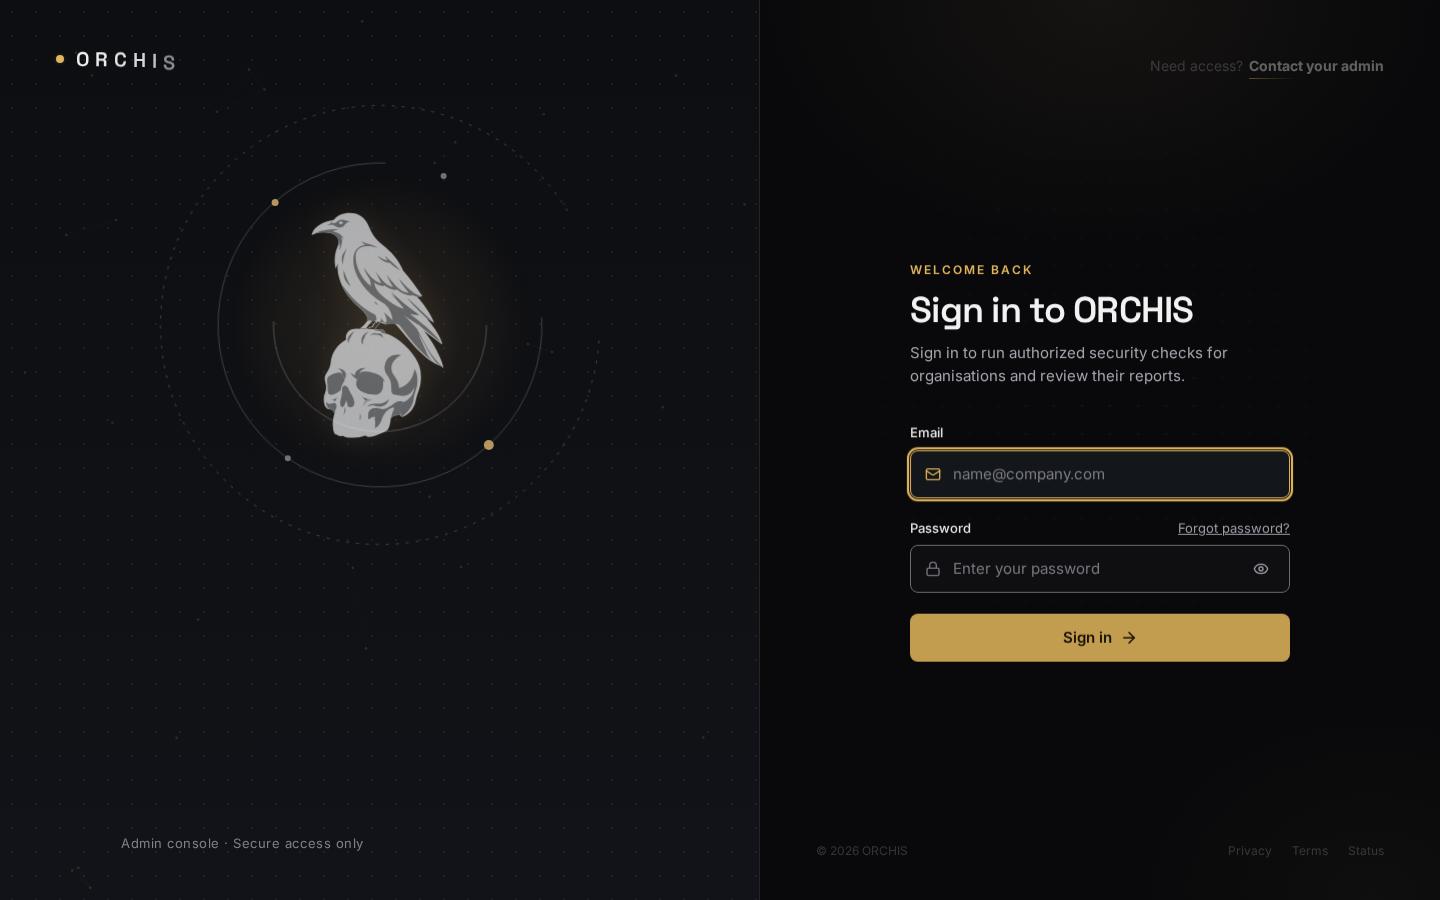 ORCHIS
Need access? Contact your admin
WELCOME BACK
Sign in to ORCHIS
Sign in to run authorized security checks for
organisations and review their reports.
Email
name@company.com
Password Forgot password?
Enter your password
Sign in
Admin console · Secure access only
© 2026 ORCHIS Privacy Terms Status